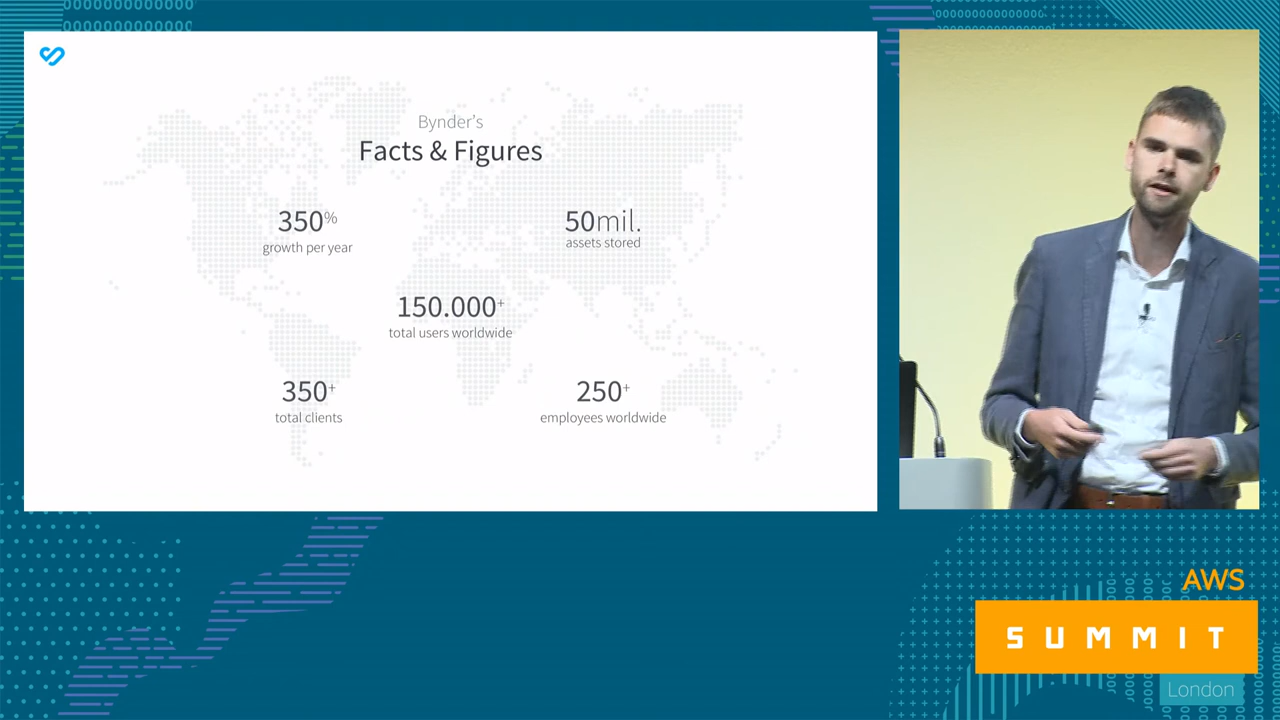 Bynder's
Facts & Figures
350%
growth per year
50mil.
assets stored
150.000+
total users worldwide
350+
total clients
250+
employees worldwide
AWS
SUMMIT
London